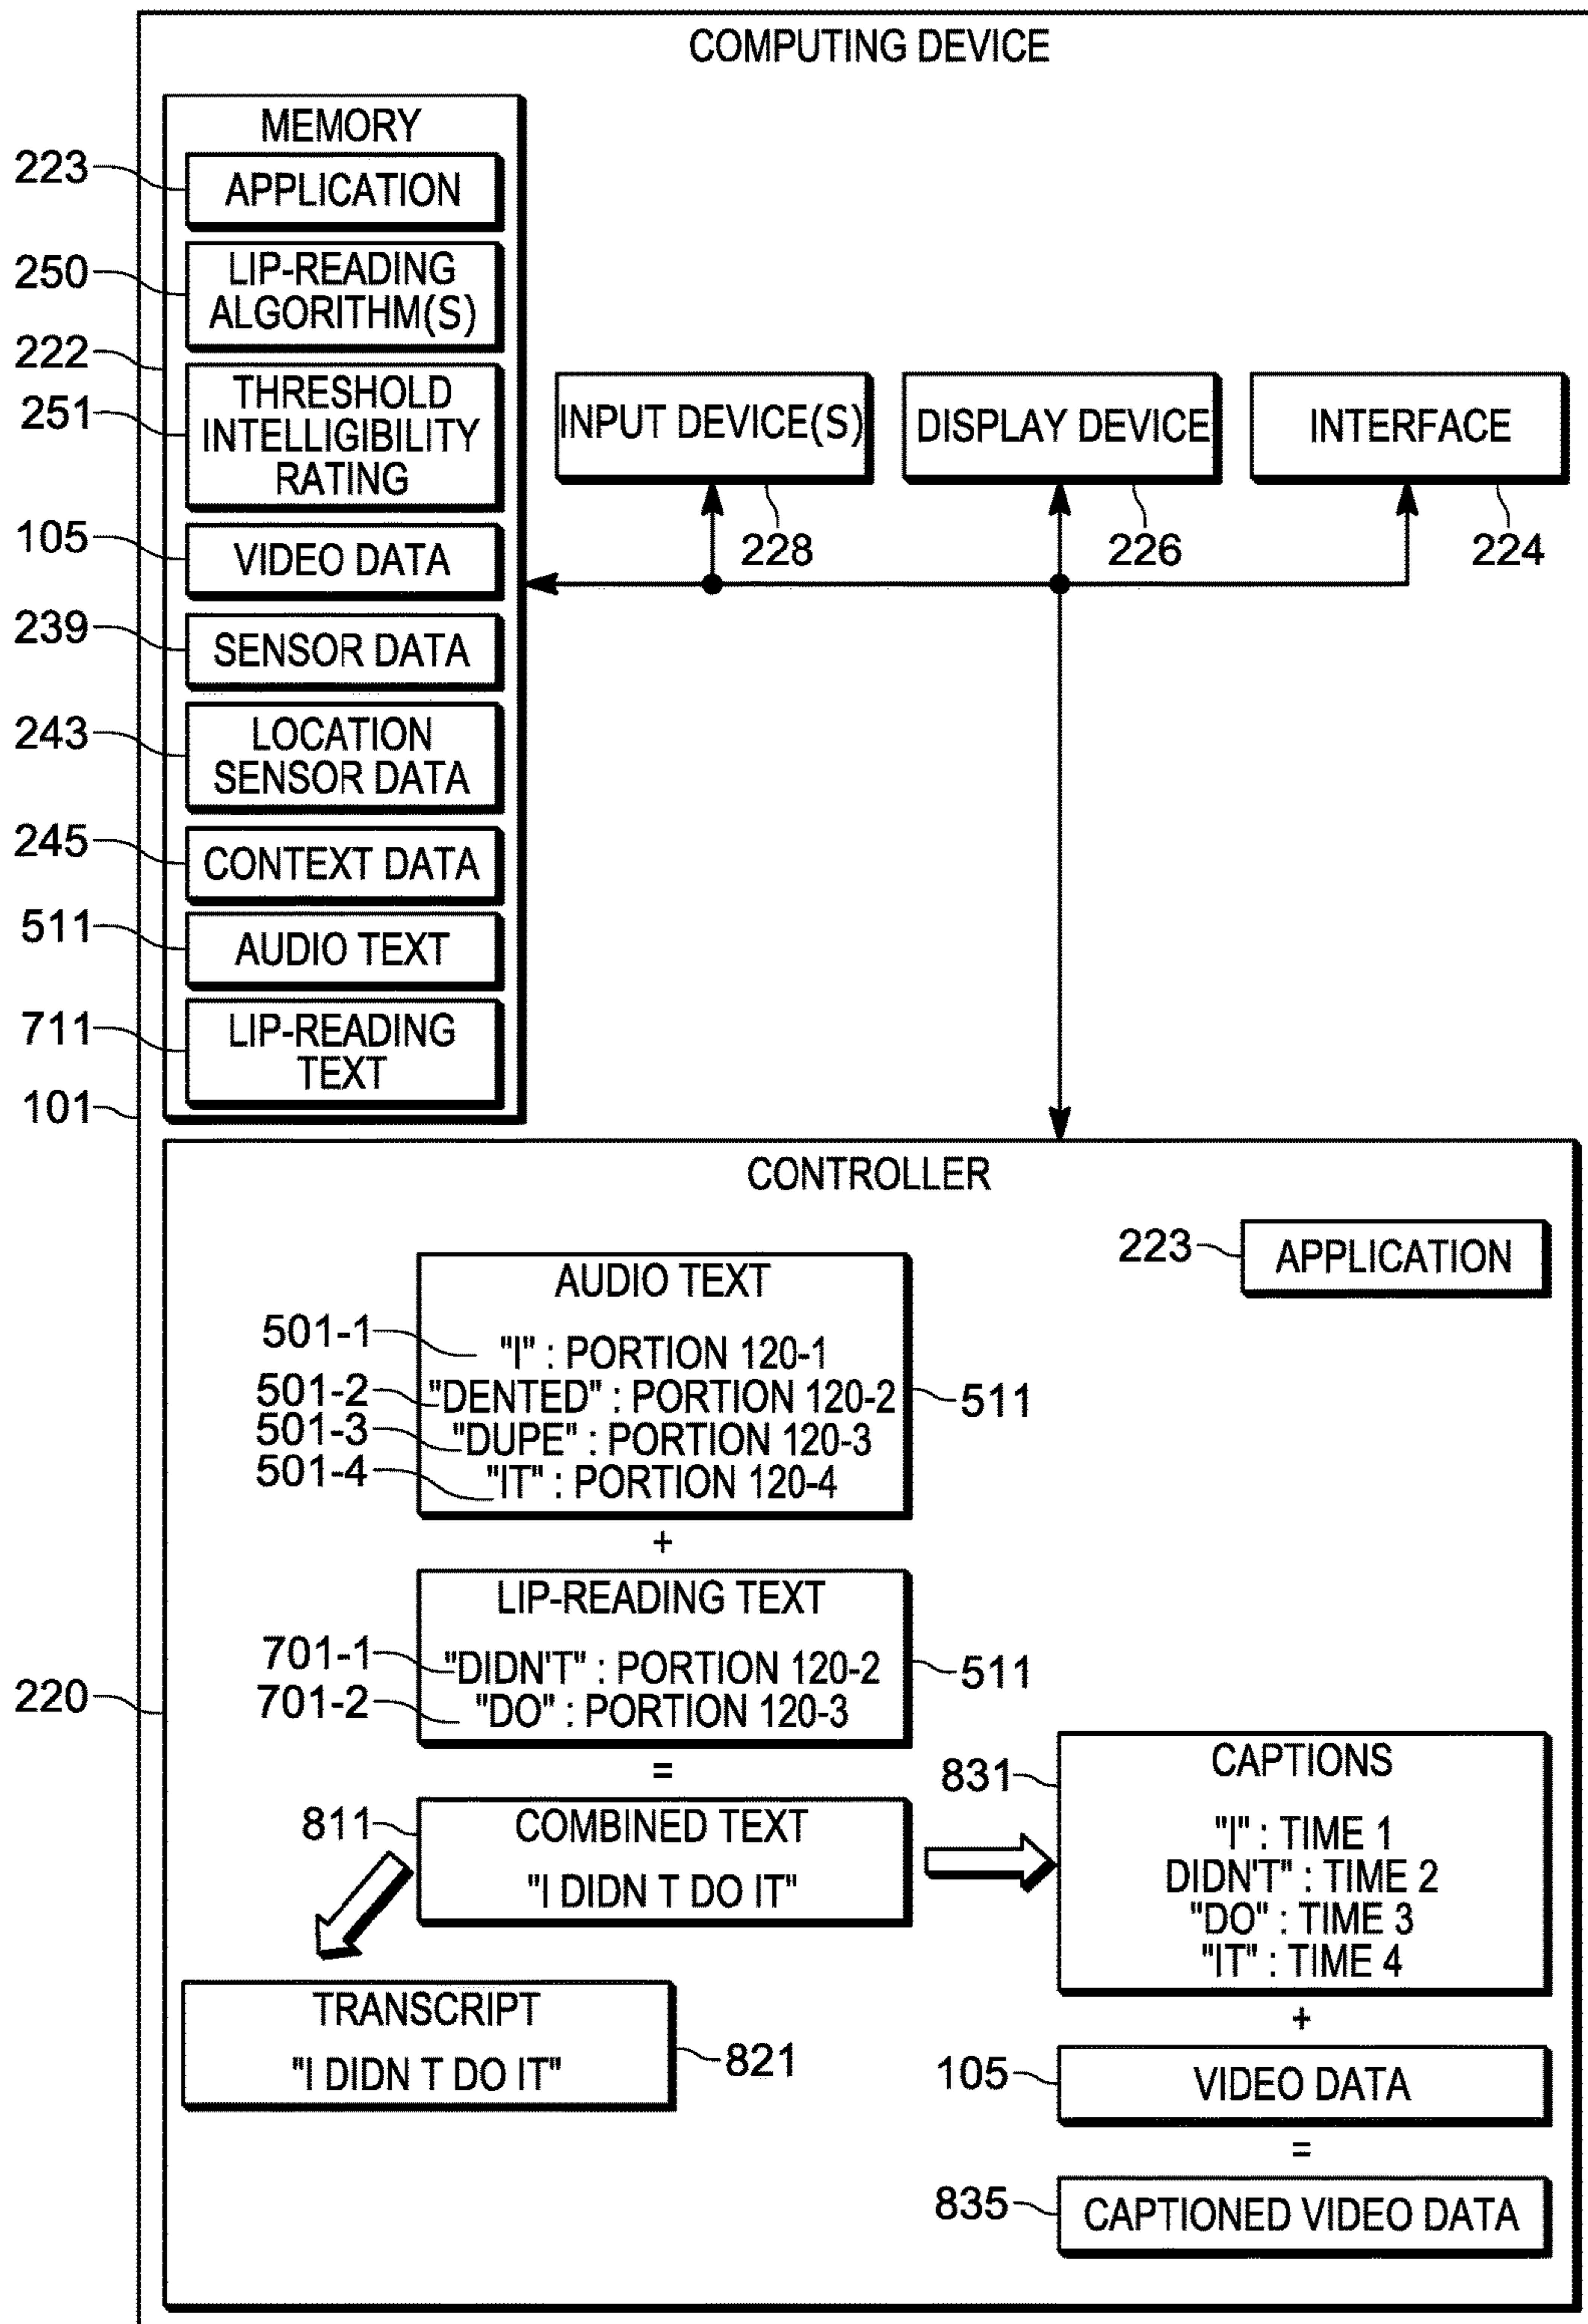 COMPUTING DEVICE
MEMORY
223
APPLICATION
250
LIP-READING
ALGORITHM(S)
222
251
THRESHOLD
INTELLIGIBILITY
RATING
105
VIDEO DATA
239
SENSOR DATA
243
LOCATION
SENSOR DATA
245
CONTEXT DATA
511
AUDIO TEXT
711
LIP-READING
TEXT
101
INPUT DEVICE(S)
228
DISPLAY DEVICE
226
INTERFACE
224
CONTROLLER
223
APPLICATION
AUDIO TEXT
501-1
"I" : PORTION 120-1
501-2
"DENTED" : PORTION 120-2
511
501-3
"DUPE" : PORTION 120-3
501-4
"IT" : PORTION 120-4
+
LIP-READING TEXT
701-1
"DIDN'T" : PORTION 120-2
511
701-2
"DO" : PORTION 120-3
220
=
811
COMBINED TEXT
"I DIDN T DO IT"
TRANSCRIPT
"I DIDN T DO IT"
821
831
CAPTIONS
"I" : TIME 1
DIDN'T" : TIME 2
"DO" : TIME 3
"IT" : TIME 4
+
105
VIDEO DATA
=
835
CAPTIONED VIDEO DATA